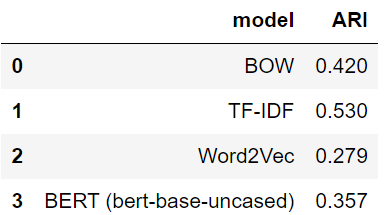 model ARI
0 BOW 0.420
1 TF-IDF 0.530
2 Word2Vec 0.279
3 BERT (bert-base-uncased) 0.357